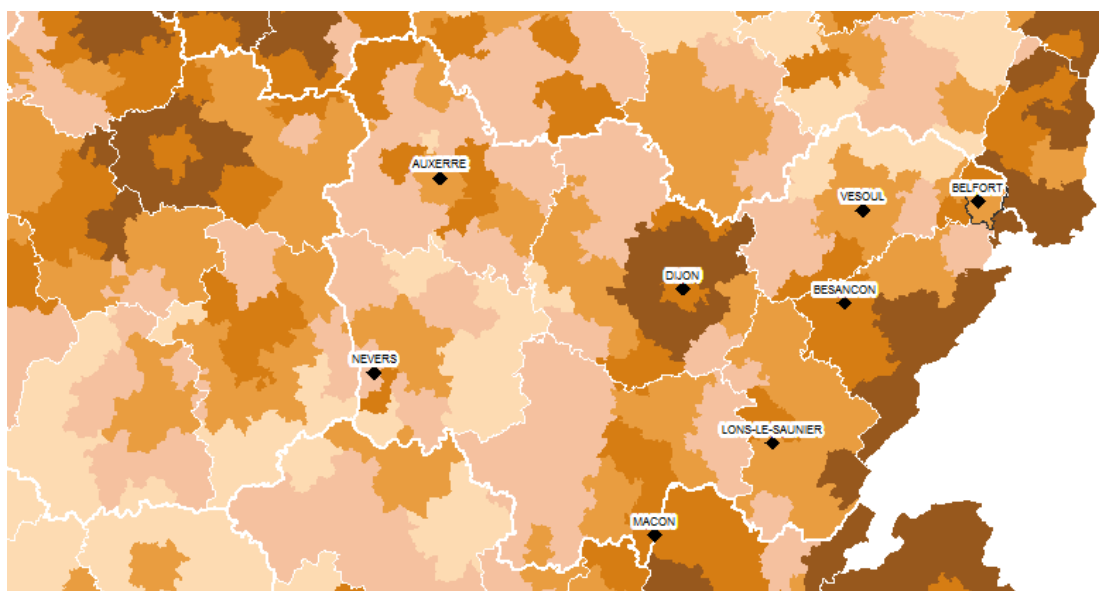 AUXERRE
BELFORT
VESOUL
DIJON
BESANCON
NEVERS
LONS-LE-SAUNIER
MACON